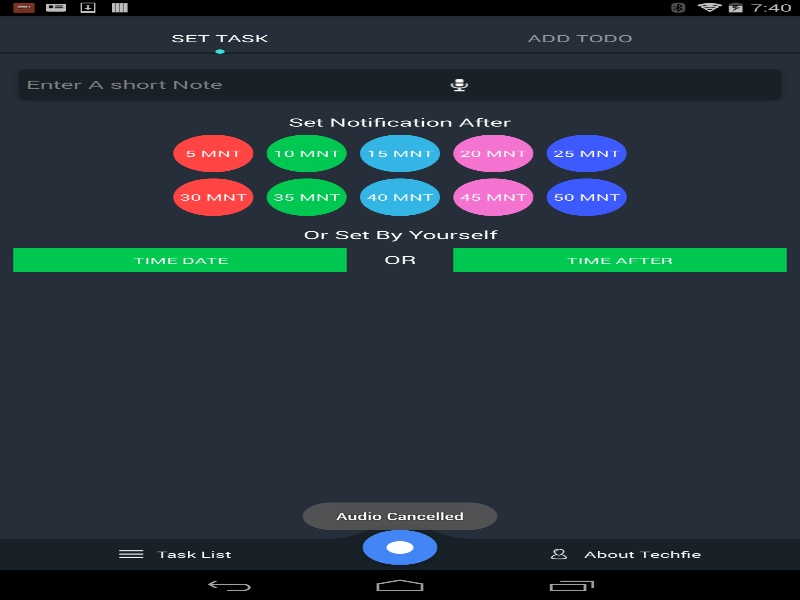 7:40
SET TASK
ADD TODO
Enter A short Note
Set Notification After
5 MNT 10 MNT 15 MNT 20 MNT 25 MNT
30 MNT 35 MNT 40 MNT 45 MNT 50 MNT
Or Set By Yourself
TIME DATE OR TIME AFTER
Audio Cancelled
Task List
About Techfie